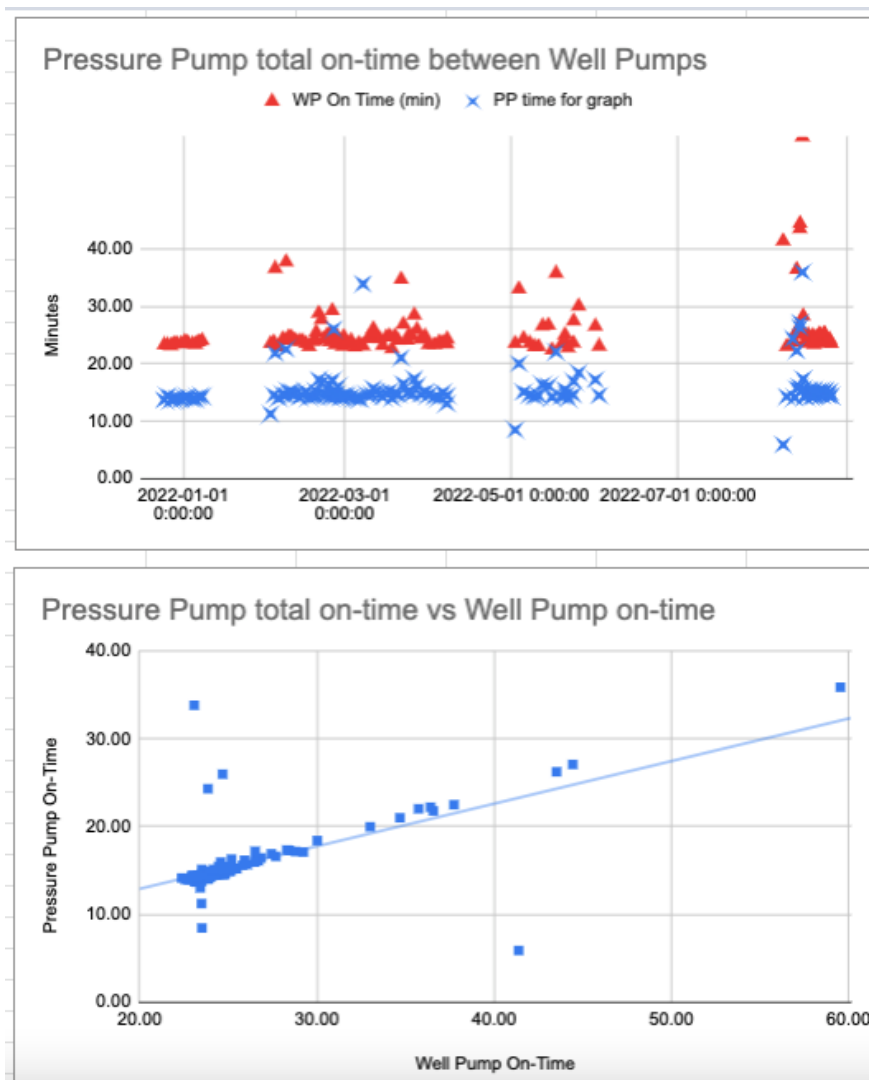 Pressure Pump total on-time between Well Pumps
WP On Time (min) PP time for graph
40.00
30.00
20.00
10.00
0.00
Minutes
2022-01-01 0:00:00
2022-03-01 0:00:00
2022-05-01 0:00:00
2022-07-01 0:00:00
Pressure Pump total on-time vs Well Pump on-time
40.00
30.00
20.00
10.00
0.00
Pressure Pump On-Time
20.00 30.00 40.00 50.00 60.00
Well Pump On-Time